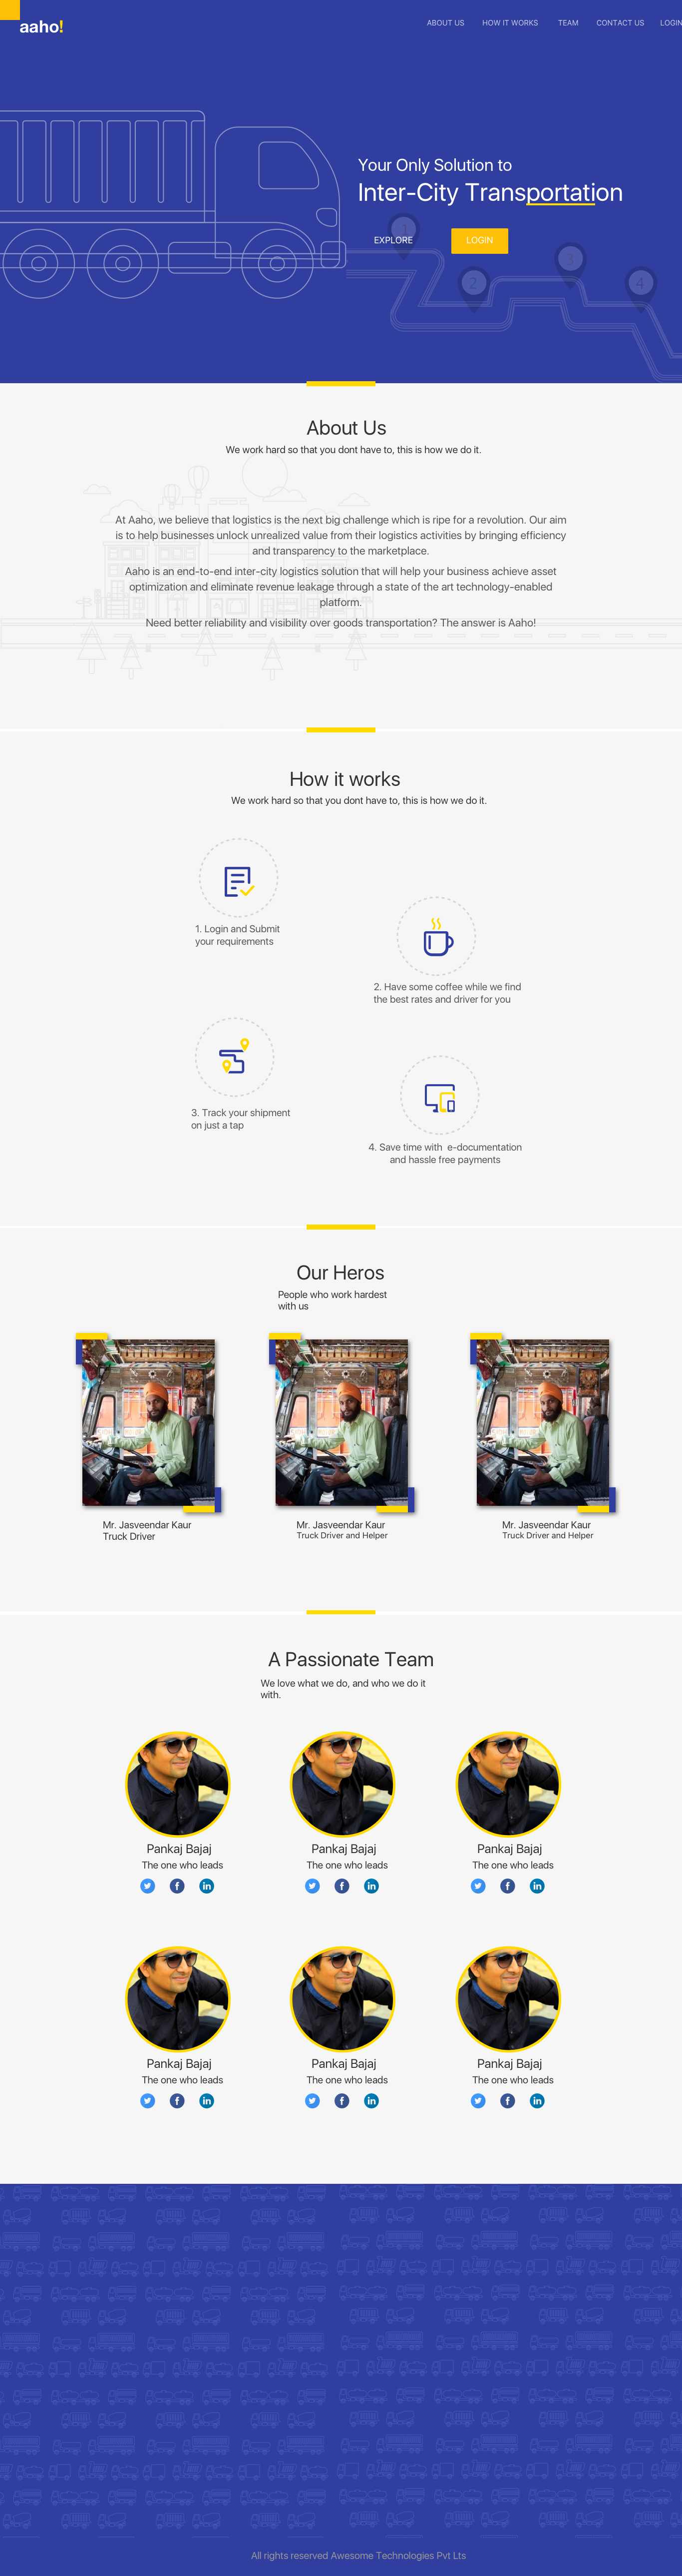 aaho!
ABOUT US HOW IT WORKS TEAM CONTACT US LOGIN
Your Only Solution to
Inter-City Transportation
1
EXPLORE
LOGIN
2
3
4
About Us
We work hard so that you dont have to, this is how we do it.
At Aaho, we believe that logistics is the next big challenge which is ripe for a revolution. Our aim
is to help businesses unlock unrealized value from their logistics activities by bringing efficiency
and transparency to the marketplace.
Aaho is an end-to-end inter-city logistics solution that will help your business achieve asset
optimization and eliminate revenue leakage through a state of the art technology-enabled
platform.
Need better reliability and visibility over goods transportation? The answer is Aaho!
How it works
We work hard so that you dont have to, this is how we do it.
1. Login and Submit
your requirements
2. Have some coffee while we find
the best rates and driver for you
3. Track your shipment
on just a tap
4. Save time with e-documentation
and hassle free payments
Our Heros
People who work hardest
with us
Mr. Jasveendar Kaur
Truck Driver
Mr. Jasveendar Kaur
Truck Driver and Helper
Mr. Jasveendar Kaur
Truck Driver and Helper
A Passionate Team
We love what we do, and who we do it
with.
Pankaj Bajaj
The one who leads
Pankaj Bajaj
The one who leads
Pankaj Bajaj
The one who leads
Pankaj Bajaj
The one who leads
Pankaj Bajaj
The one who leads
Pankaj Bajaj
The one who leads
All rights reserved Awesome Technologies Pvt Lts